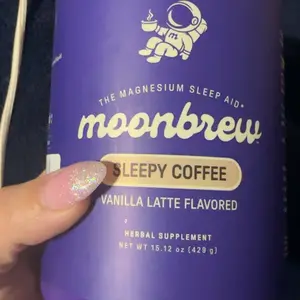 THE MAGNESIUM SLEEP AID®
moonbrew
SLEEPY COFFEE
VANILLA LATTE FLAVORED
HERBAL SUPPLEMENT
NET WT 15.12 oz (429 g)